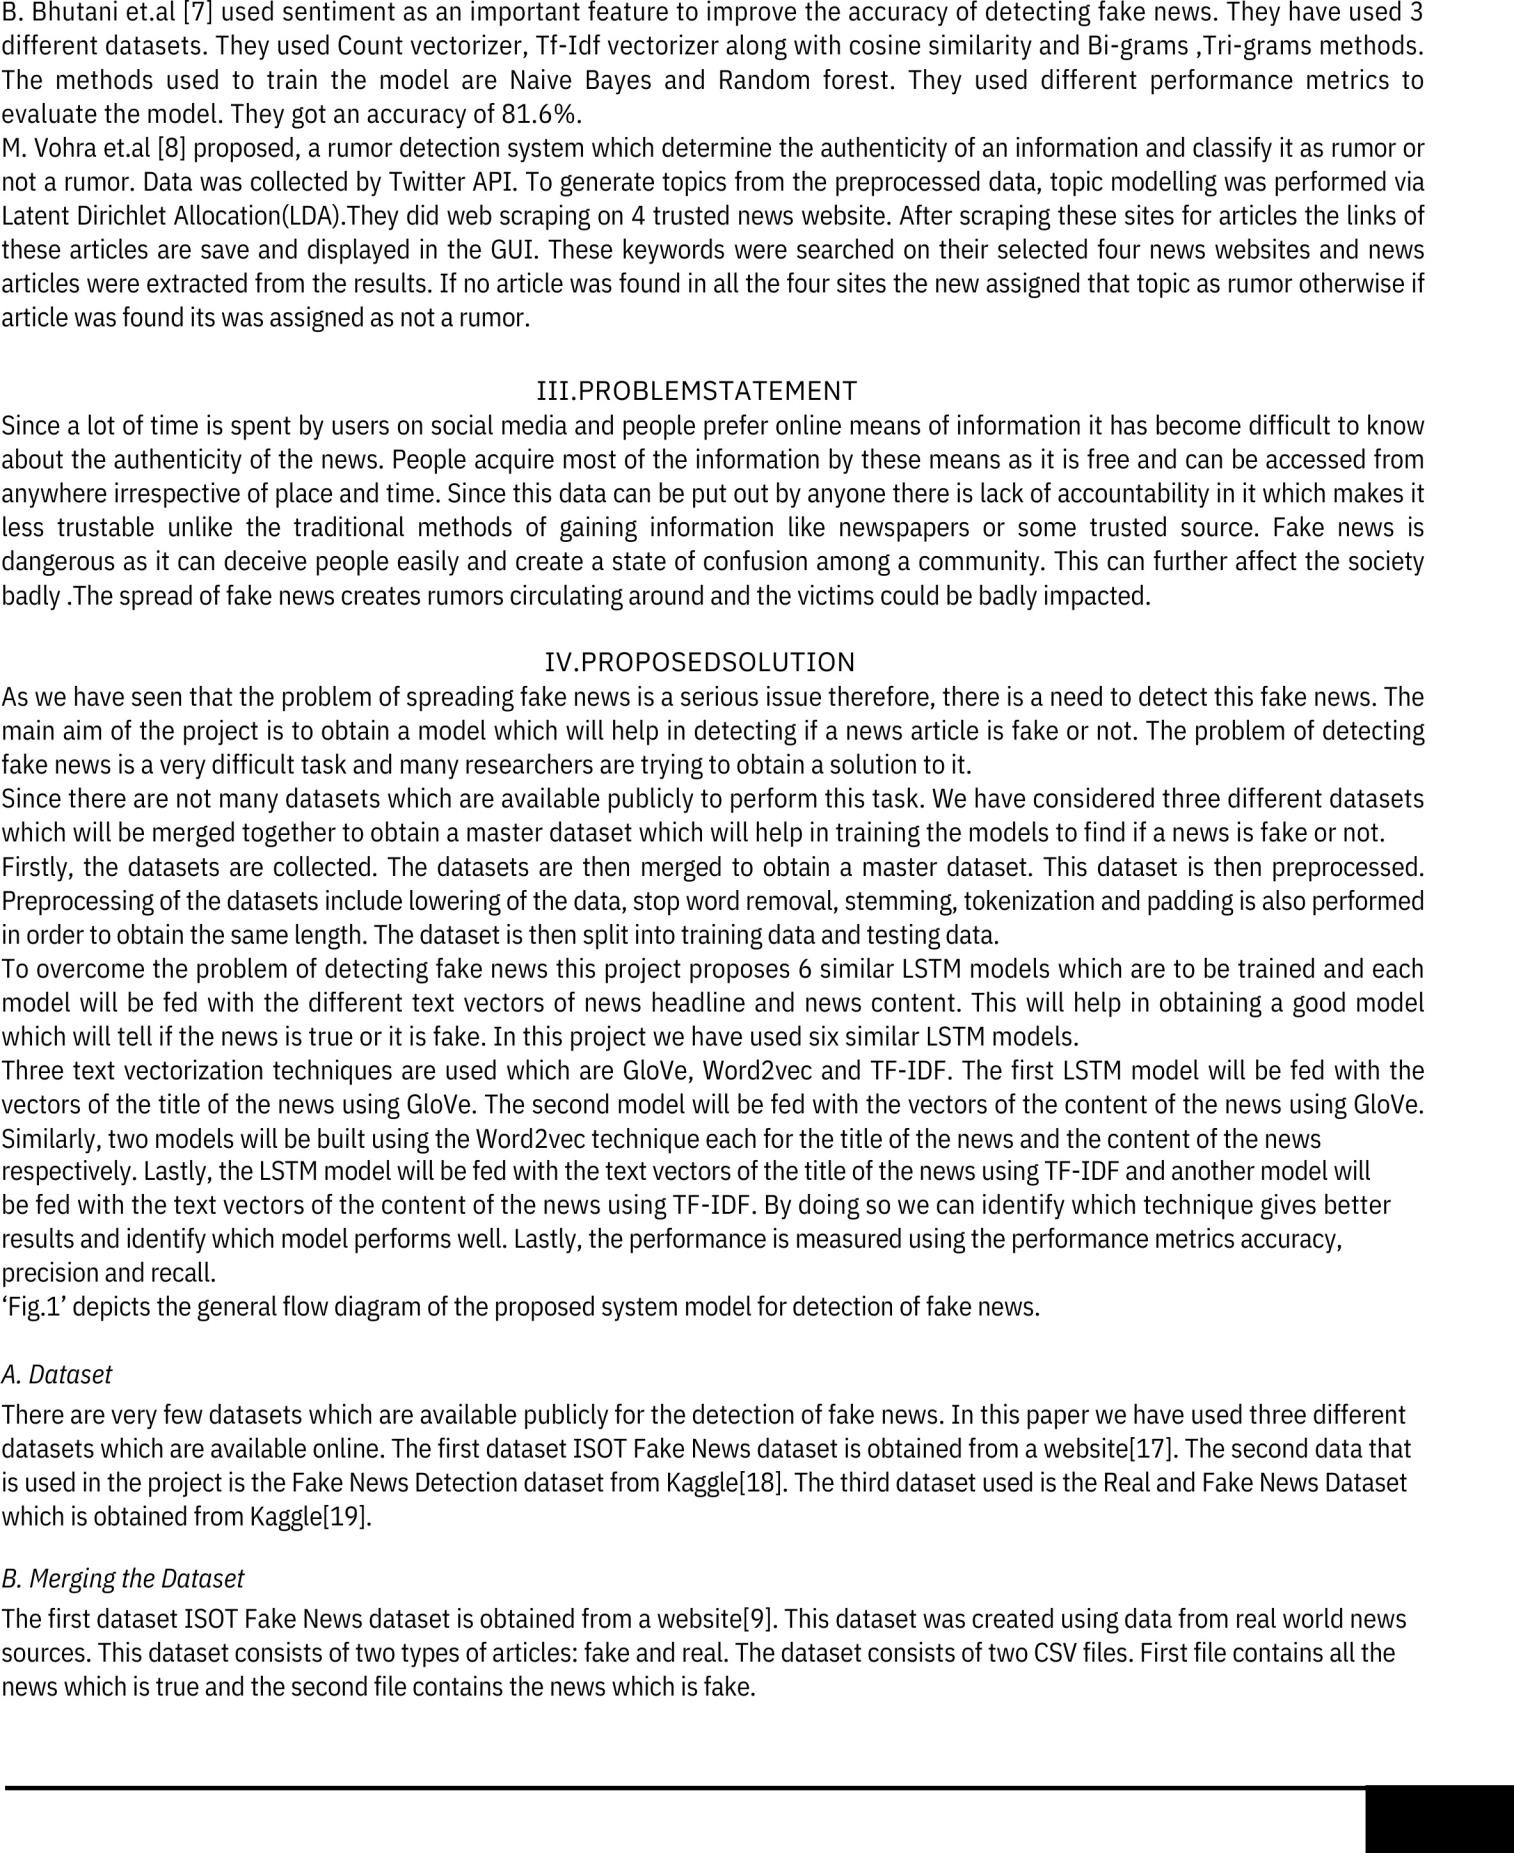 B. Bhutani et.al [7] used sentiment as an important feature to improve the accuracy of detecting fake news. They have used 3
different datasets. They used Count vectorizer, Tf-Idf vectorizer along with cosine similarity and Bi-grams ,Tri-grams methods.
The methods used to train the model are Naive Bayes and Random forest. They used different performance metrics to
evaluate the model. They got an accuracy of 81.6%.
M. Vohra et.al [8] proposed, a rumor detection system which determine the authenticity of an information and classify it as rumor or
not a rumor. Data was collected by Twitter API. To generate topics from the preprocessed data, topic modelling was performed via
Latent Dirichlet Allocation(LDA).They did web scraping on 4 trusted news website. After scraping these sites for articles the links of
these articles are save and displayed in the GUI. These keywords were searched on their selected four news websites and news
articles were extracted from the results. If no article was found in all the four sites the new assigned that topic as rumor otherwise if
article was found its was assigned as not a rumor.
III.PROBLEMSTATEMENT
Since a lot of time is spent by users on social media and people prefer online means of information it has become difficult to know
about the authenticity of the news. People acquire most of the information by these means as it is free and can be accessed from
anywhere irrespective of place and time. Since this data can be put out by anyone there is lack of accountability in it which makes it
less trustable unlike the traditional methods of gaining information like newspapers or some trusted source. Fake news is
dangerous as it can deceive people easily and create a state of confusion among a community. This can further affect the society
badly .The spread of fake news creates rumors circulating around and the victims could be badly impacted.
IV.PROPOSEDSOLUTION
As we have seen that the problem of spreading fake news is a serious issue therefore, there is a need to detect this fake news. The
main aim of the project is to obtain a model which will help in detecting if a news article is fake or not. The problem of detecting
fake news is a very difficult task and many researchers are trying to obtain a solution to it.
Since there are not many datasets which are available publicly to perform this task. We have considered three different datasets
which will be merged together to obtain a master dataset which will help in training the models to find if a news is fake or not.
Firstly, the datasets are collected. The datasets are then merged to obtain a master dataset. This dataset is then preprocessed.
Preprocessing of the datasets include lowering of the data, stop word removal, stemming, tokenization and padding is also performed
in order to obtain the same length. The dataset is then split into training data and testing data.
To overcome the problem of detecting fake news this project proposes 6 similar LSTM models which are to be trained and each
model will be fed with the different text vectors of news headline and news content. This will help in obtaining a good model
which will tell if the news is true or it is fake. In this project we have used six similar LSTM models.
Three text vectorization techniques are used which are GloVe, Word2vec and TF-IDF. The first LSTM model will be fed with the
vectors of the title of the news using GloVe. The second model will be fed with the vectors of the content of the news using GloVe.
Similarly, two models will be built using the Word2vec technique each for the title of the news and the content of the news
respectively. Lastly, the LSTM model will be fed with the text vectors of the title of the news using TF-IDF and another model will
be fed with the text vectors of the content of the news using TF-IDF. By doing so we can identify which technique gives better
results and identify which model performs well. Lastly, the performance is measured using the performance metrics accuracy,
precision and recall.
‘Fig.1’ depicts the general flow diagram of the proposed system model for detection of fake news.
A. Dataset
There are very few datasets which are available publicly for the detection of fake news. In this paper we have used three different
datasets which are available online. The first dataset ISOT Fake News dataset is obtained from a website[17]. The second data that
is used in the project is the Fake News Detection dataset from Kaggle[18]. The third dataset used is the Real and Fake News Dataset
which is obtained from Kaggle[19].
B. Merging the Dataset
The first dataset ISOT Fake News dataset is obtained from a website[9]. This dataset was created using data from real world news
sources. This dataset consists of two types of articles: fake and real. The dataset consists of two CSV files. First file contains all the
news which is true and the second file contains the news which is fake.